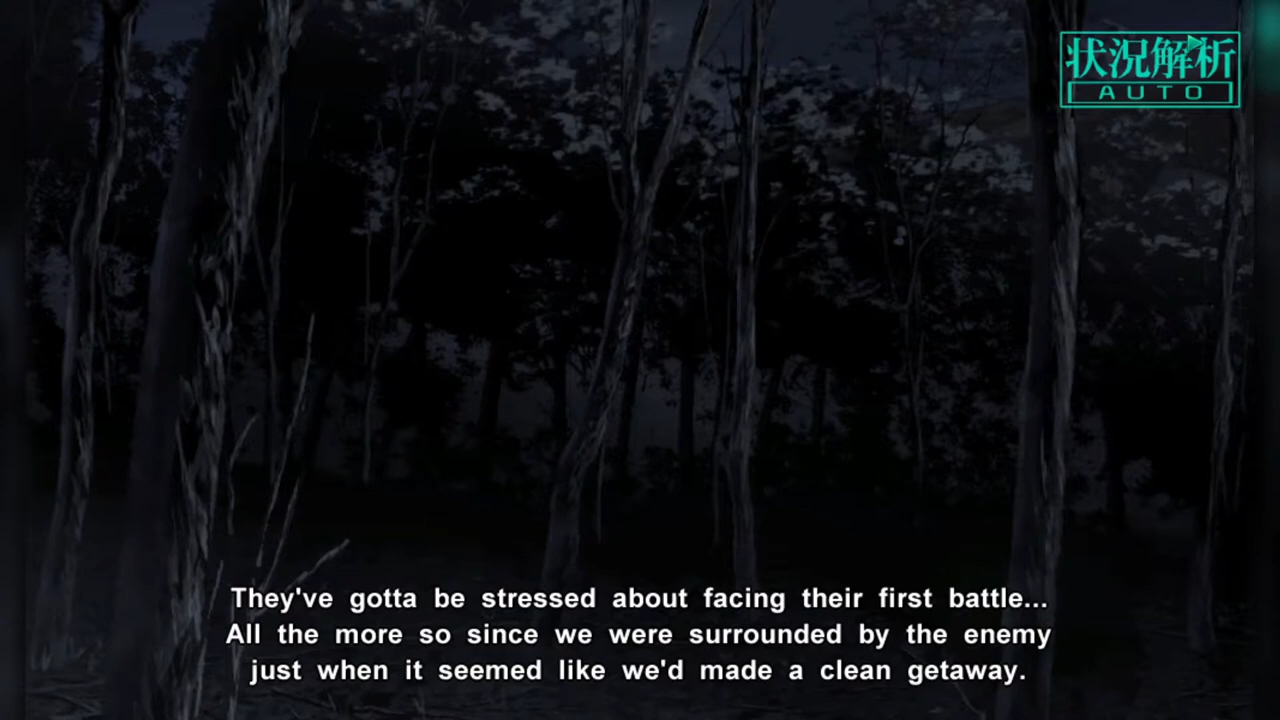 状況解析
AUTO
They've gotta be stressed about facing their first battle...
All the more so since we were surrounded by the enemy
just when it seemed like we'd made a clean getaway.